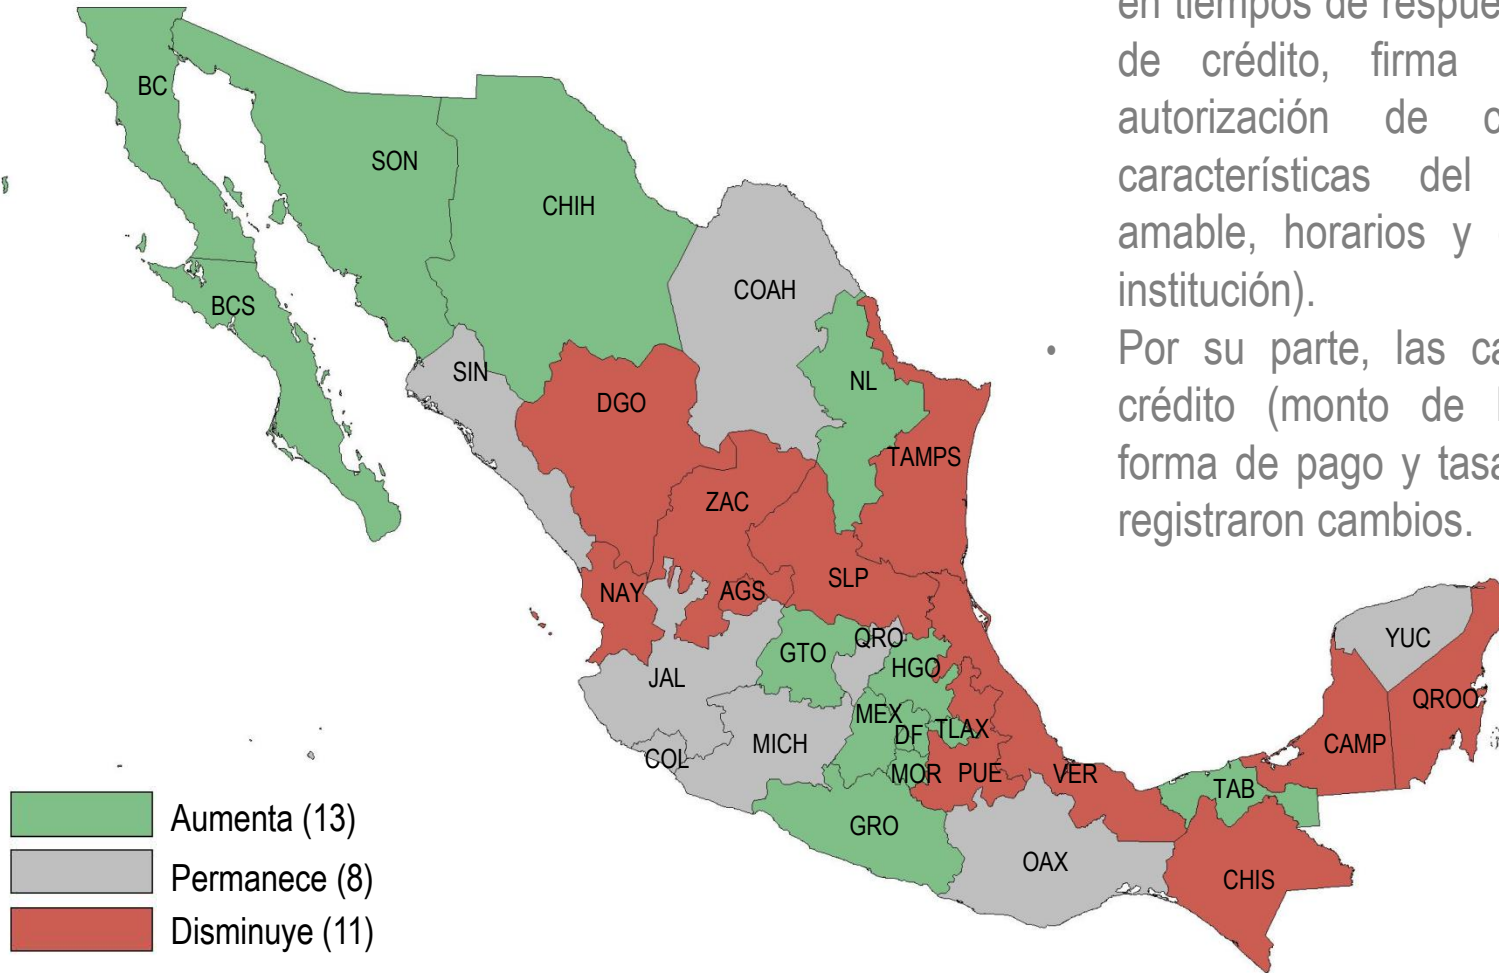 en tiempos de
de crédito, firma
autorización de
características del
amable, horarios y
institución).
• Por su parte, las
crédito (monto de
forma de pago y
registraron cambios.
BC
SON
CHIH
COAH
BCS
SIN
DGO
NL
TAMPS
ZAC
NAY
AGS
SLP
GTO
QRO
HGO
JAL
MEX
DF
TLAX
COL
MICH
MOR
PUE
VER
GRO
OAX
TAB
CHIS
CAMP
YUC
QROO
Aumenta (13)
Permanece (8)
Disminuye (11)